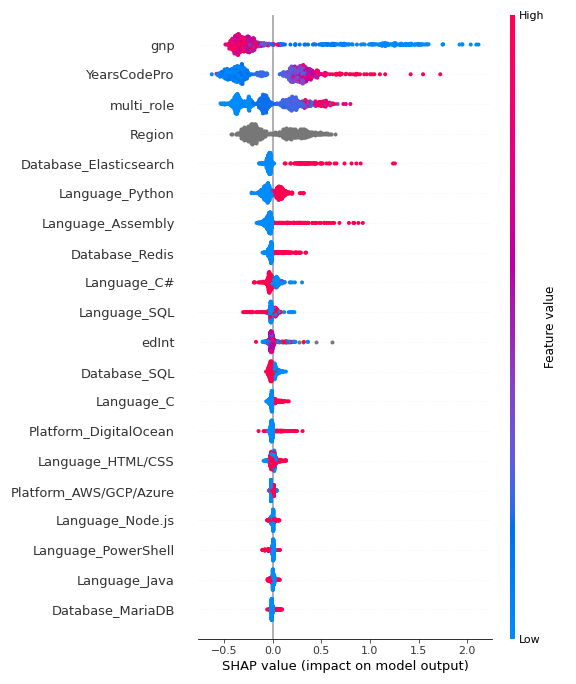 High
gnp
YearsCodePro
multi_role
Region
Database_Elasticsearch
Language_Python
Language_Assembly
Database_Redis
Language_C#
Language_SQL
edInt
Database_SQL
Language_C
Platform_DigitalOcean
Language_HTML/CSS
Platform_AWS/GCP/Azure
Language_Node.js
Language_PowerShell
Language_Java
Database_MariaDB
Feature value
Low
−0.5 0.0 0.5 1.0 1.5 2.0
SHAP value (impact on model output)